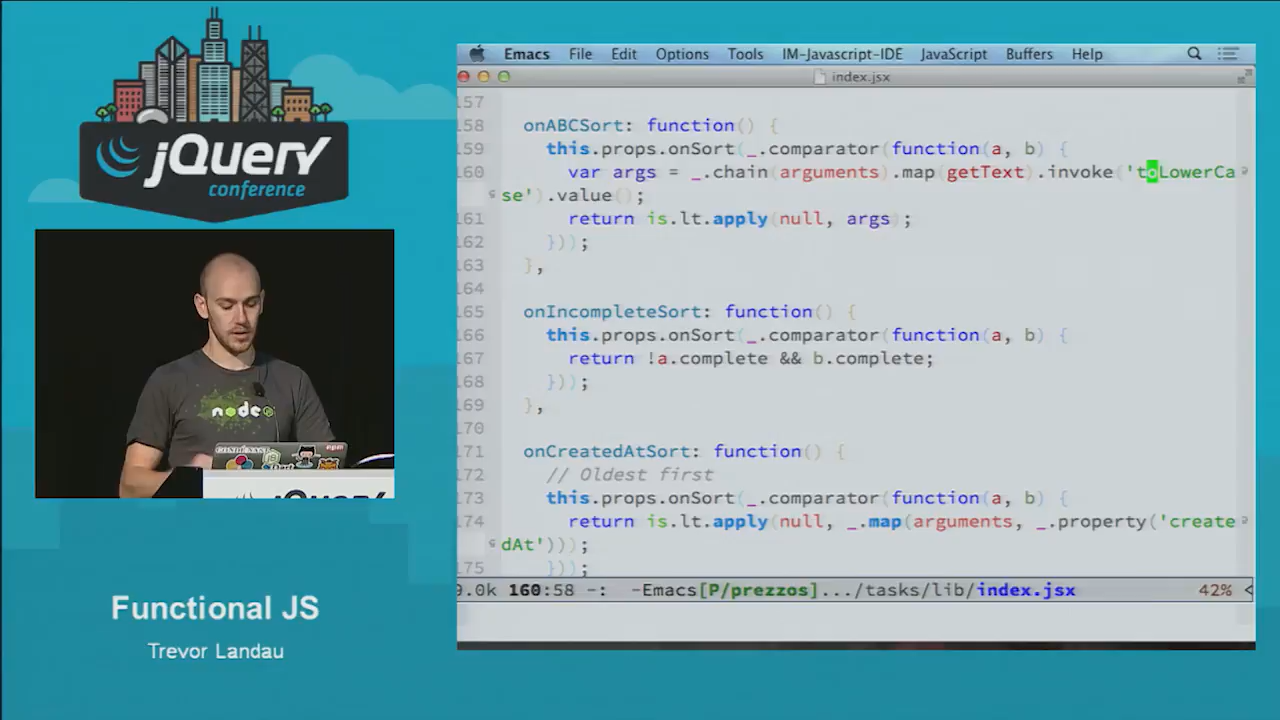 jQuery
conference
Functional JS
Trevor Landau
Emacs File Edit Options Tools IM-Javascript-IDE JavaScript Buffers Help
index.jsx
157
158 onABCSort: function() {
159 this.props.onSort(_.comparator(function(a, b) {
160 var args = _.chain(arguments).map(getText).invoke('toLowerCa
se').value();
161 return is.lt.apply(null, args);
162 }));
163 },
164
165 onIncompleteSort: function() {
166 this.props.onSort(_.comparator(function(a, b) {
167 return !a.complete && b.complete;
168 }));
169 },
170
171 onCreatedAtSort: function() {
172 // Oldest first
173 this.props.onSort(_.comparator(function(a, b) {
174 return is.lt.apply(null, _.map(arguments, _.property('create
dAt')));
175 }));
9.0k 160:58 -: -Emacs[P/prezzos].../tasks/lib/index.jsx 42% <
node
npm
jQuery